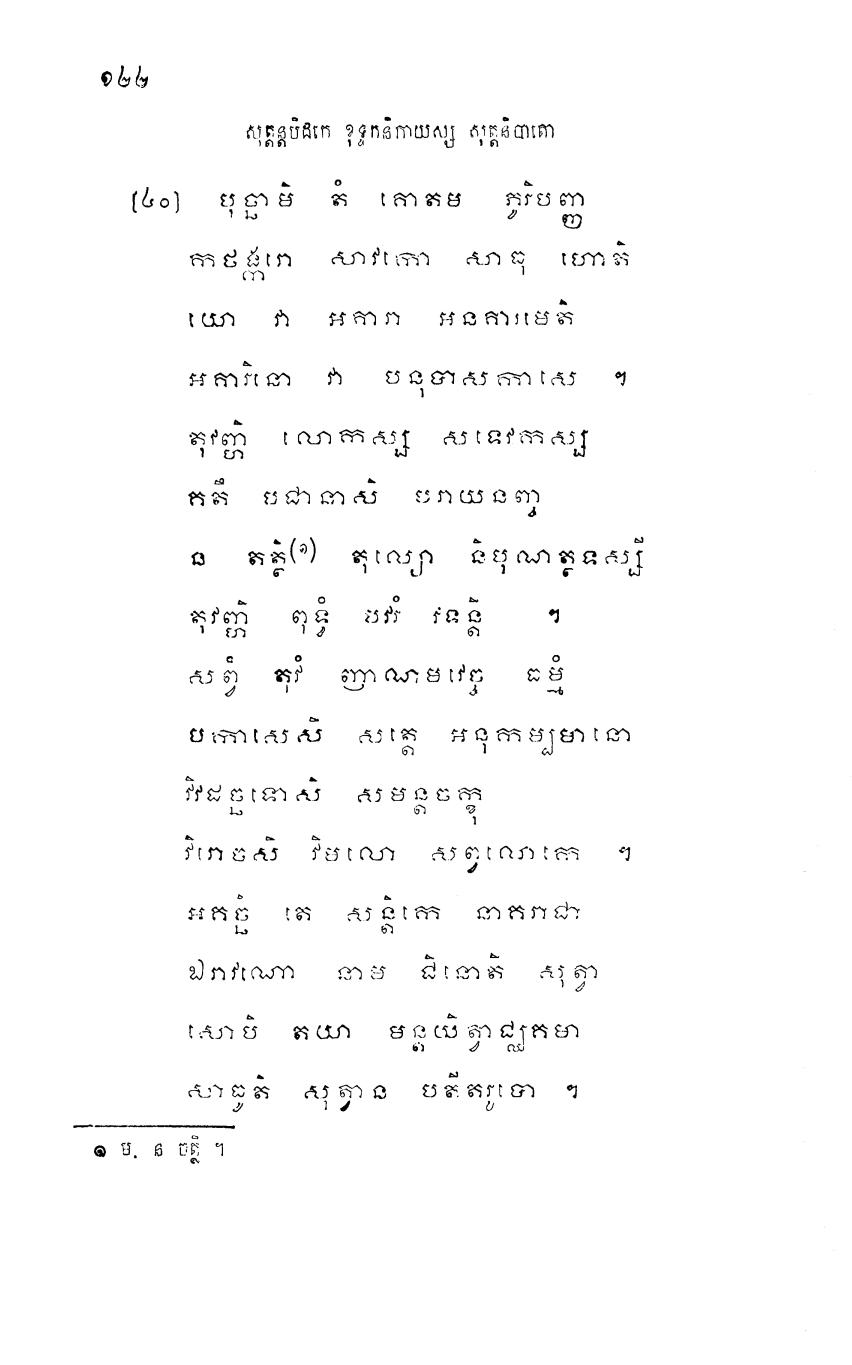 ១៤២
សុត្តន្តបិដកេ ខុទ្ទកនិកាយស្ស សុត្តនិបាតោ
[៤០] បុច្ឆាមិ តំ គោតម ភូរិបញ្ញ
កថង្ករោ សាវកោ សាធុ ហោតិ
យោ វា អគារា អនគារមេតិ
អគារិនោ វា បនុបាសកាសេ ។
តុវញ្ហិ លោកស្ស សទេវកស្ស
គតឹ បជានាសិ បរាយនញ្ច
ន តត្ថិ(១) តុល្យោ និបុណត្ថទស្សី
តុវញ្ហិ ពុទ្ធំ បវរំ វទន្តិ ។
សព្វំ តុវំ ញាណមវេច្ច ធម្មំ
បកាសេសិ សត្តេ អនុកម្បមានោ
វិវដច្ឆទោសិ សមន្តចក្ខុ
វិរោចសិ វិមលោ សព្វលោកេ ។
អគច្ឆំ តេ សន្តិកេ នាគរាជា
ឯរាវណោ នាម ជិនោតិ សុត្វា
សោបិ តយា មន្តយិត្វាជ្ឈគមា
សាធូតិ សុត្វាន បតីតរូបោ ។
១ ម. ន ចត្ថិ ។